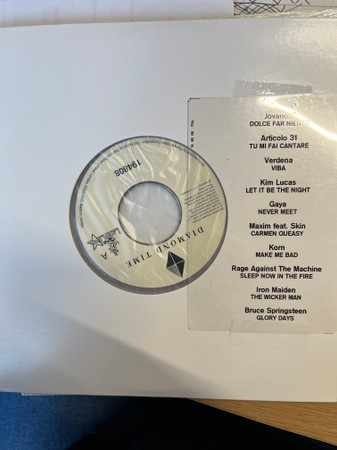 Jovanotti
DOLCE FAR NIENTE
Articolo 31
TU MI FAI CANTARE
Verdena
VIBA
Kim Lucas
LET IT BE THE NIGHT
Gaya
NEVER MEET
Maxim feat. Skin
CARMEN QUEASY
Korn
MAKE ME BAD
Rage Against The Machine
SLEEP NOW IN THE FIRE
Iron Maiden
THE WICKER MAN
Bruce Springsteen
GLORY DAYS
194808
DIAMOND TIME
A